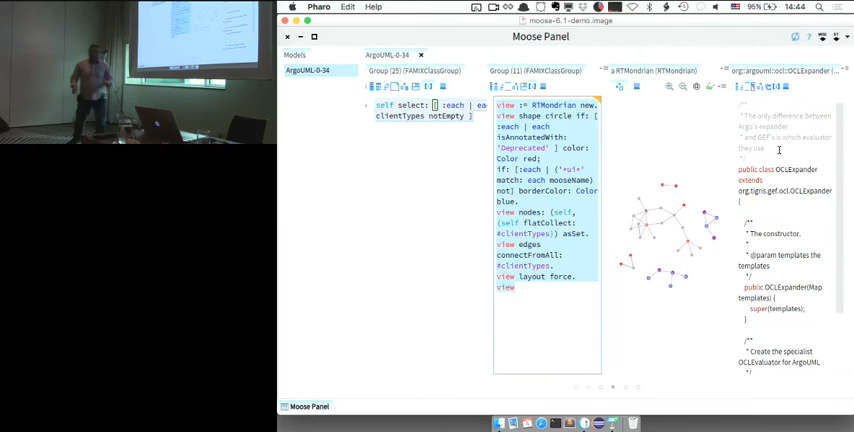 Pharo Edit Help
95% 14:44
moose-6.1-demo.image
Moose Panel
Models
ArgoUML-0-34
ArgoUML-0-34
Group (25) (FAMIXClassGroup)
self select: [ :each | ea
clientTypes notEmpty ]
Group (11) (FAMIXClassGroup)
view := RTMondrian new.
view shape circle if: [
:each | each
isAnnotatedWith:
'Deprecated' ] color:
Color red;
if: [:each | ('*ui*'
match: each mooseName)
not] borderColor: Color
blue.
view nodes: (self,
(self flatCollect:
#clientTypes)) asSet.
view edges
connectFromAll:
#clientTypes.
view layout force.
view
a RTMondrian (RTMondrian)
org::argouml::ocl::OCLExpander (...
/**
* The only difference between
Argo's expander
* and GEF's is which evaluator
they use
*/
public class OCLExpander
extends
org.tigris.gef.ocl.OCLExpander
{
/**
* The constructor.
*
* @param templates the
templates
*/
public OCLExpander(Map
templates) {
super(templates);
}
/**
* Create the specialist
OCLEvaluator for ArgoUML
*/
Moose Panel